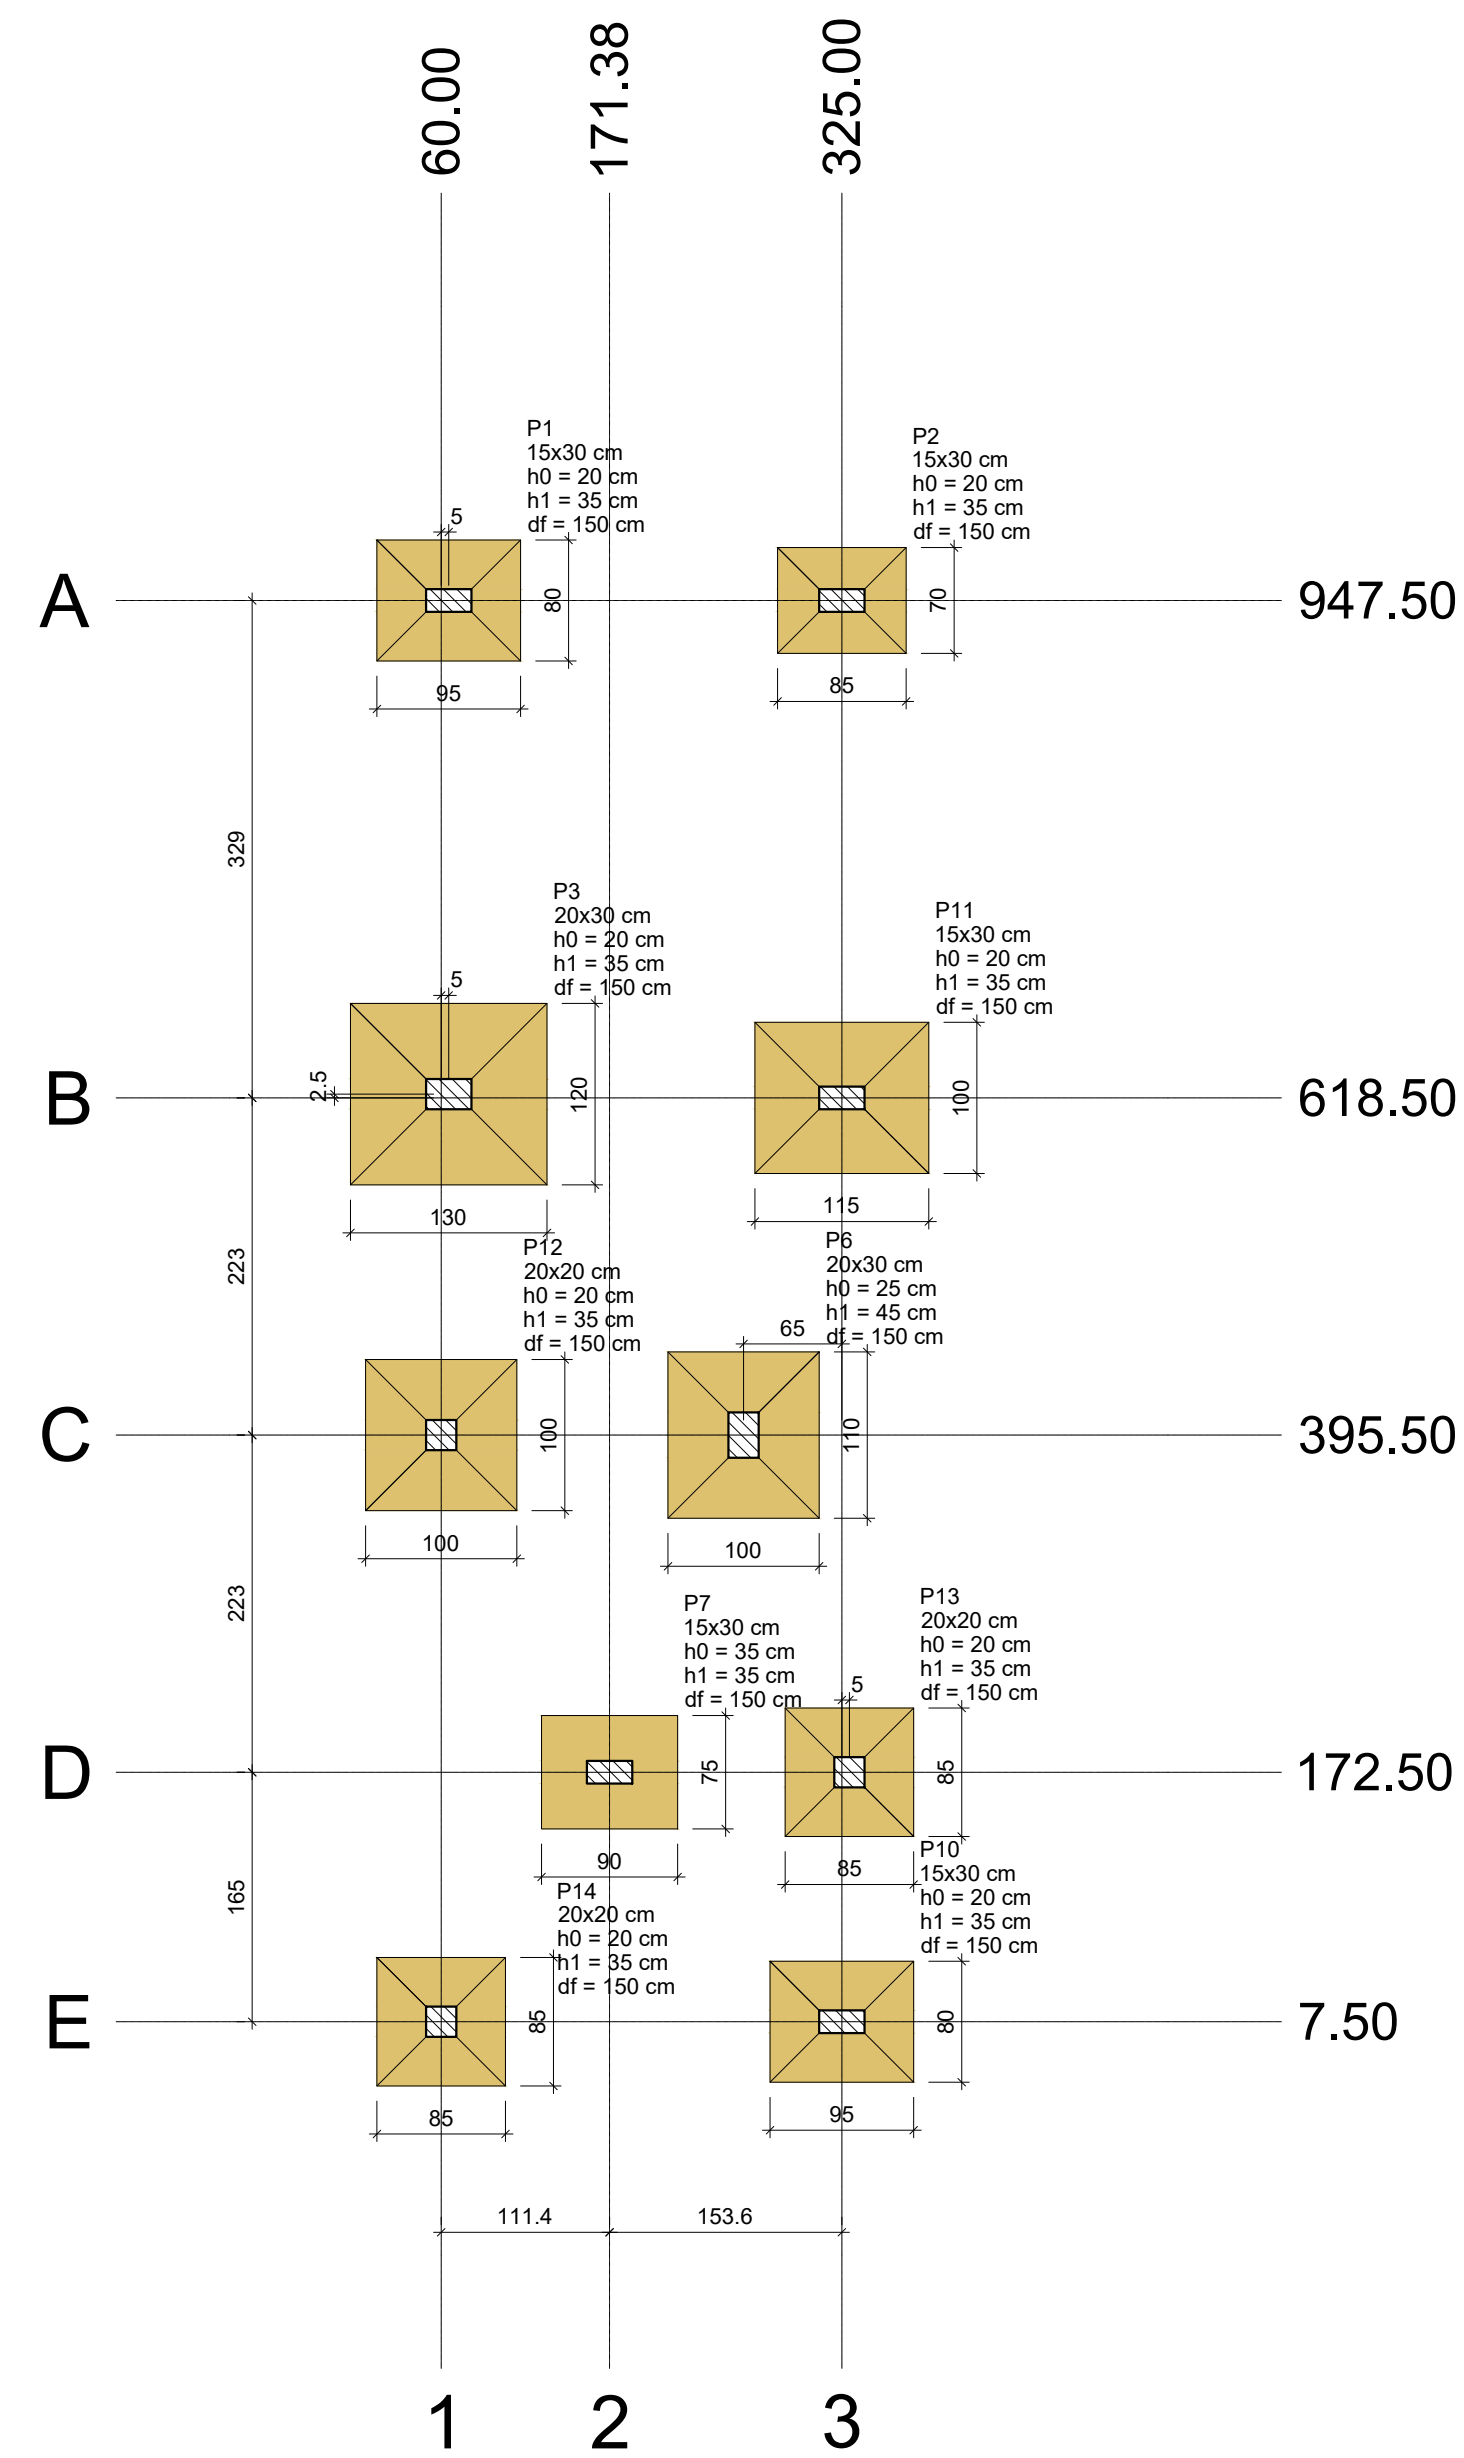 60.00
171.38
325.00
P1
15x30 cm
h0 = 20 cm
h1 = 35 cm
df = 150 cm
5
80
95
P2
15x30 cm
h0 = 20 cm
h1 = 35 cm
df = 150 cm
70
85
A
947.50
329
P3
20x30 cm
h0 = 20 cm
h1 = 35 cm
df = 150 cm
5
2.5
120
130
P11
15x30 cm
h0 = 20 cm
h1 = 35 cm
df = 150 cm
100
115
B
618.50
223
P12
20x20 cm
h0 = 20 cm
h1 = 35 cm
df = 150 cm
100
100
P6
20x30 cm
h0 = 25 cm
h1 = 45 cm
df = 150 cm
65
110
100
C
395.50
223
P7
15x30 cm
h0 = 35 cm
h1 = 35 cm
df = 150 cm
75
90
P13
20x20 cm
h0 = 20 cm
h1 = 35 cm
df = 150 cm
5
85
85
D
172.50
165
P14
20x20 cm
h0 = 20 cm
h1 = 35 cm
df = 150 cm
85
85
P10
15x30 cm
h0 = 20 cm
h1 = 35 cm
df = 150 cm
80
95
E
7.50
111.4
153.6
1
2
3